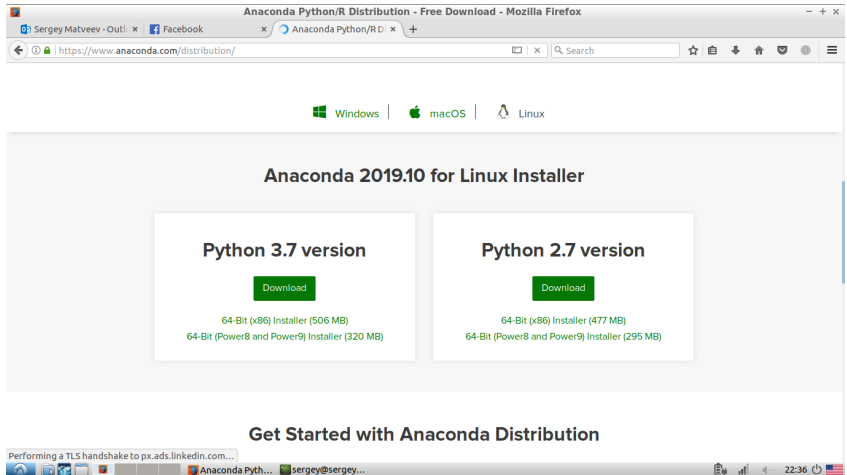 Anaconda Python/R Distribution - Free Download - Mozilla Firefox
Sergey Matveev - Outl
Facebook
Anaconda Python/R D
https://www.anaconda.com/distribution/
Search
Windows
macOS
Linux
Anaconda 2019.10 for Linux Installer
Python 3.7 version
Download
64-Bit (x86) Installer (506 MB)
64-Bit (Power8 and Power9) Installer (320 MB)
Python 2.7 version
Download
64-Bit (x86) Installer (477 MB)
64-Bit (Power8 and Power9) Installer (295 MB)
Get Started with Anaconda Distribution
Performing a TLS handshake to px.ads.linkedin.com...
Anaconda Pyth...
sergey@sergey...
22:36